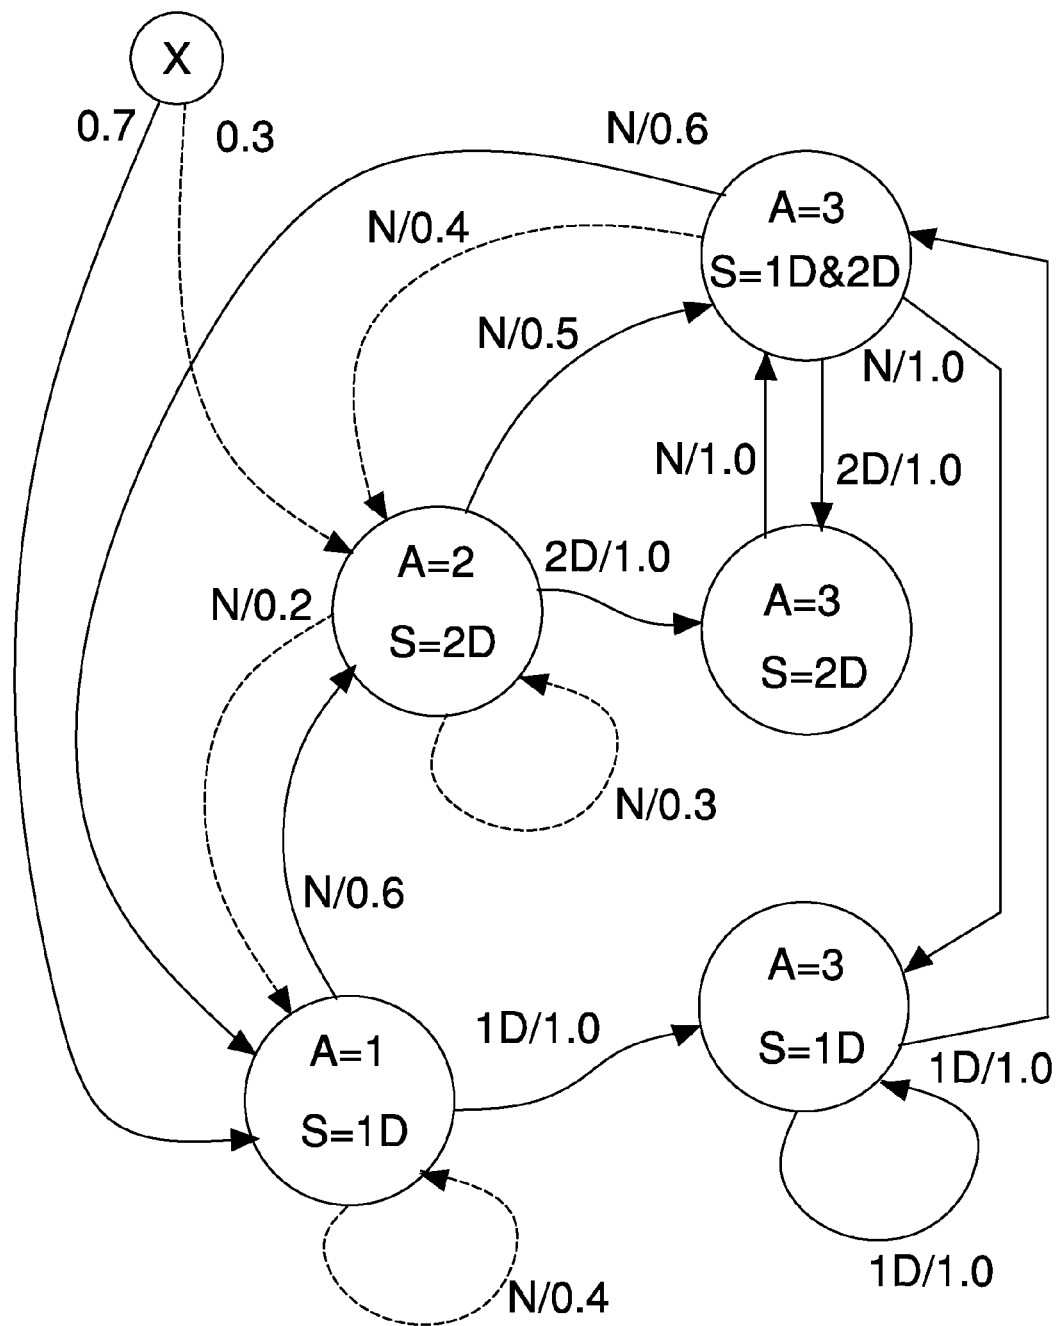 X
0.7
0.3
N/0.6
A=3
S=1D&2D
N/0.4
N/0.5
N/1.0
N/1.0
2D/1.0
A=2
S=2D
2D/1.0
A=3
S=2D
N/0.2
N/0.3
N/0.6
A=3
S=1D
1D/1.0
1D/1.0
A=1
S=1D
1D/1.0
N/0.4